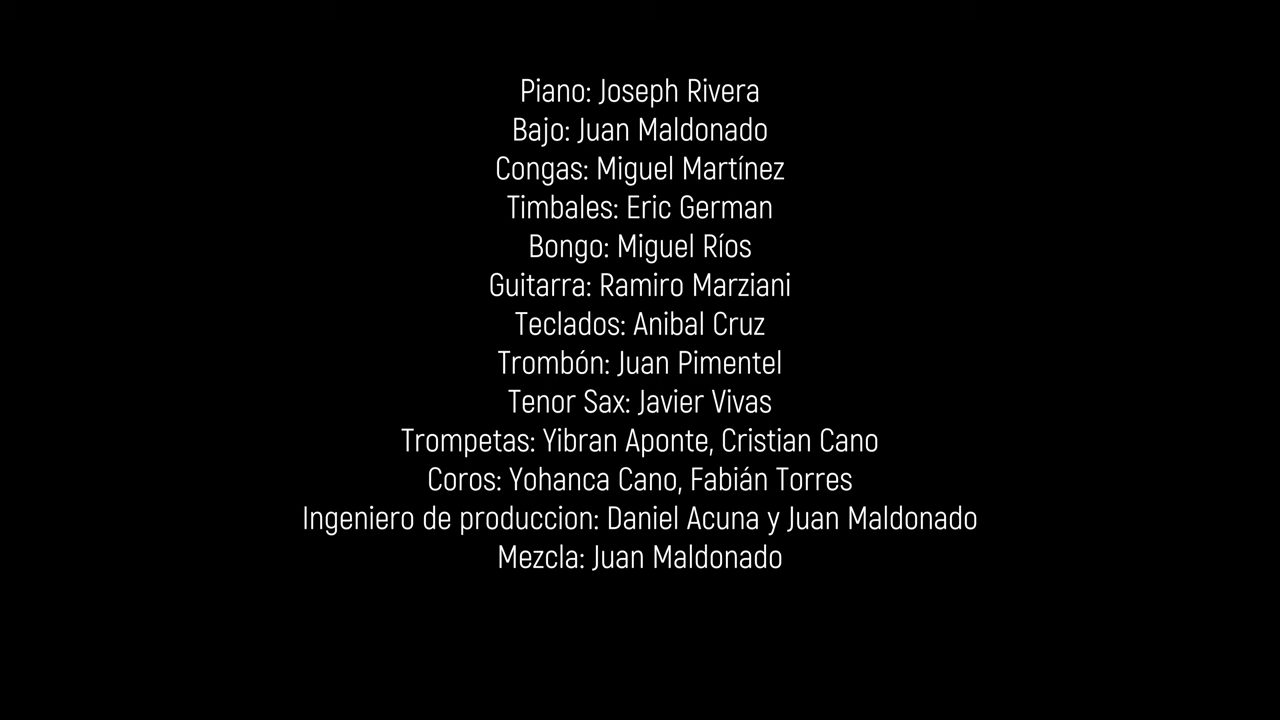 Piano: Joseph Rivera
Bajo: Juan Maldonado
Congas: Miguel Martínez
Timbales: Eric German
Bongo: Miguel Ríos
Guitarra: Ramiro Marziani
Teclados: Anibal Cruz
Trombón: Juan Pimentel
Tenor Sax: Javier Vivas
Trompetas: Yibran Aponte, Cristian Cano
Coros: Yohanca Cano, Fabián Torres
Ingeniero de produccion: Daniel Acuna y Juan Maldonado
Mezcla: Juan Maldonado